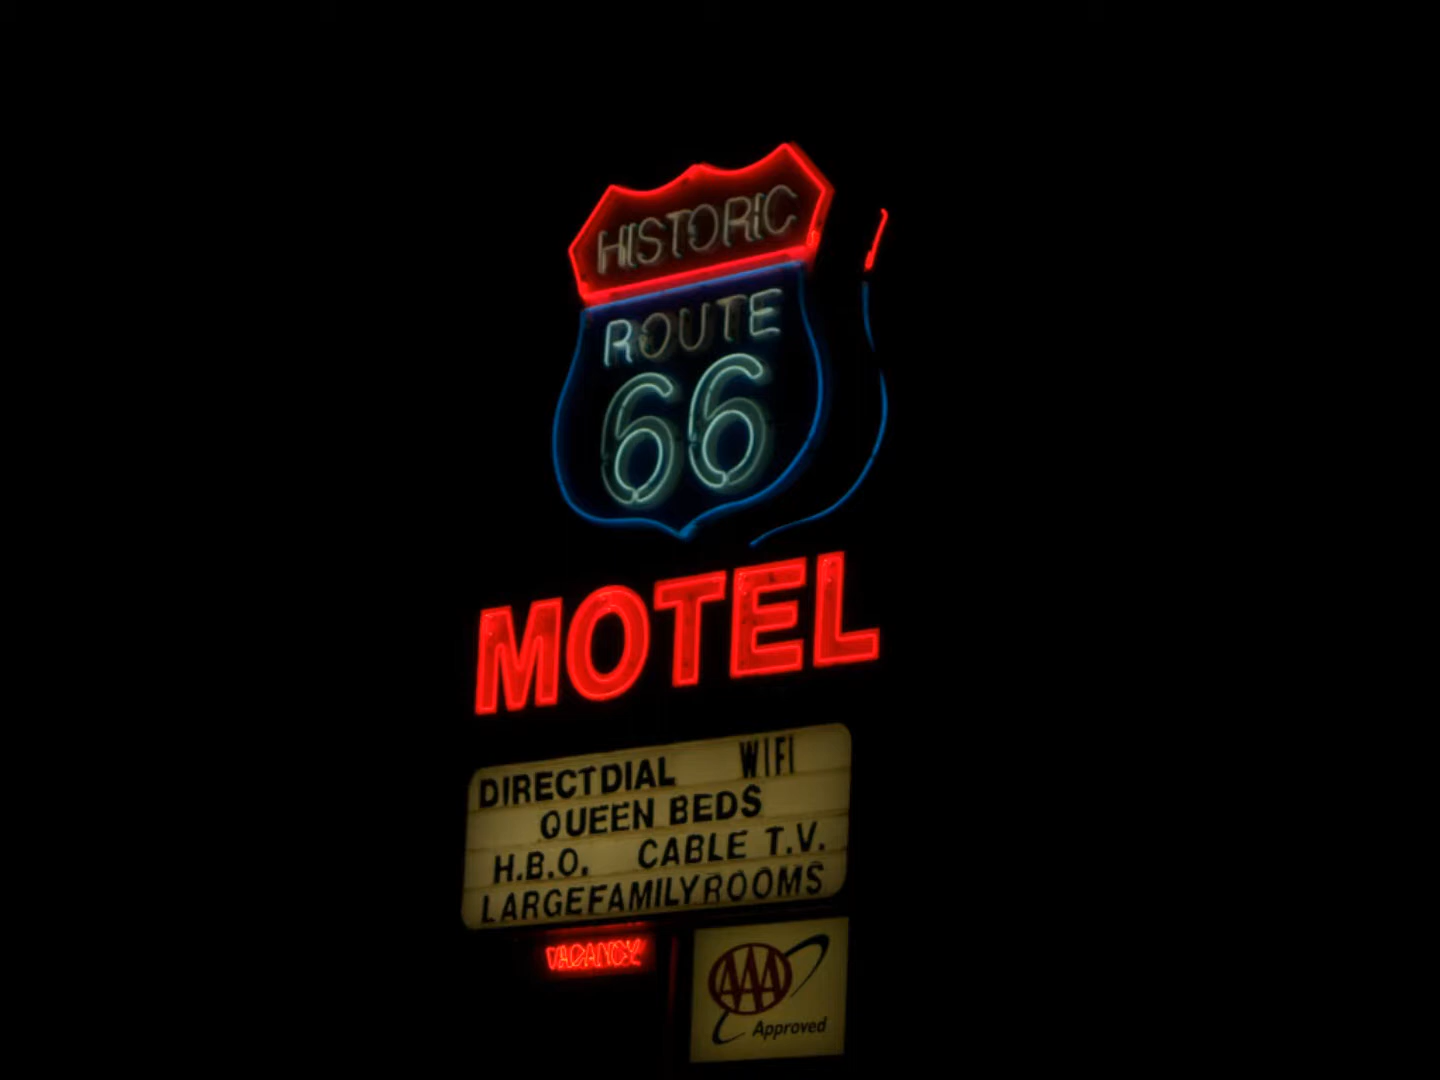 HISTORIC
ROUTE
66
MOTEL
DIRECTDIAL WIFI
QUEEN BEDS
H.B.O. CABLE T.V.
LARGEFAMILYROOMS
VACANCY
AAA
Approved